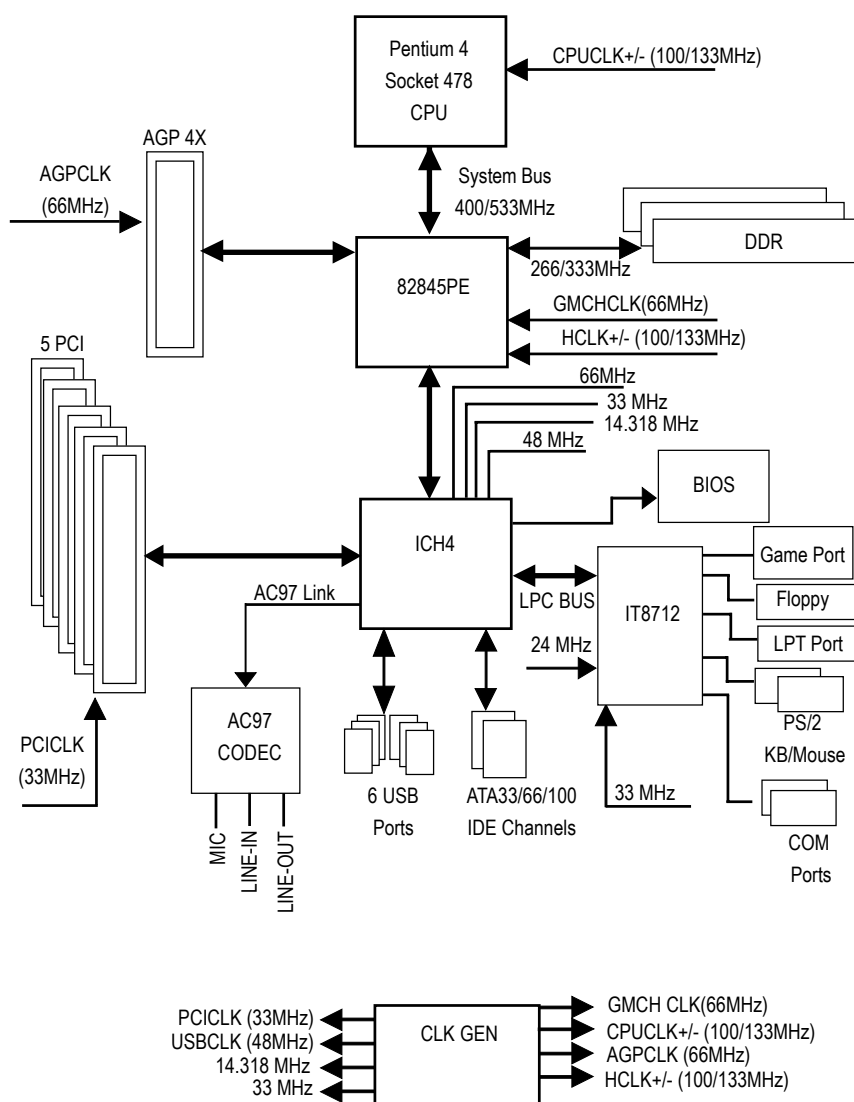 Pentium 4
Socket 478
CPU
CPUCLK+/- (100/133MHz)
AGP 4X
AGPCLK
(66MHz)
System Bus
400/533MHz
DDR
266/333MHz
82845PE
GMCHCLK(66MHz)
HCLK+/- (100/133MHz)
5 PCI
66MHz
33 MHz
14.318 MHz
48 MHz
BIOS
ICH4
Game Port
AC97 Link
LPC BUS
IT8712
Floppy
LPT Port
24 MHz
PS/2
KB/Mouse
AC97
CODEC
PCICLK
(33MHz)
6 USB
Ports
ATA33/66/100
IDE Channels
33 MHz
COM
Ports
MIC
LINE-IN
LINE-OUT
PCICLK (33MHz)
USBCLK (48MHz)
14.318 MHz
33 MHz
CLK GEN
GMCH CLK(66MHz)
CPUCLK+/- (100/133MHz)
AGPCLK (66MHz)
HCLK+/- (100/133MHz)